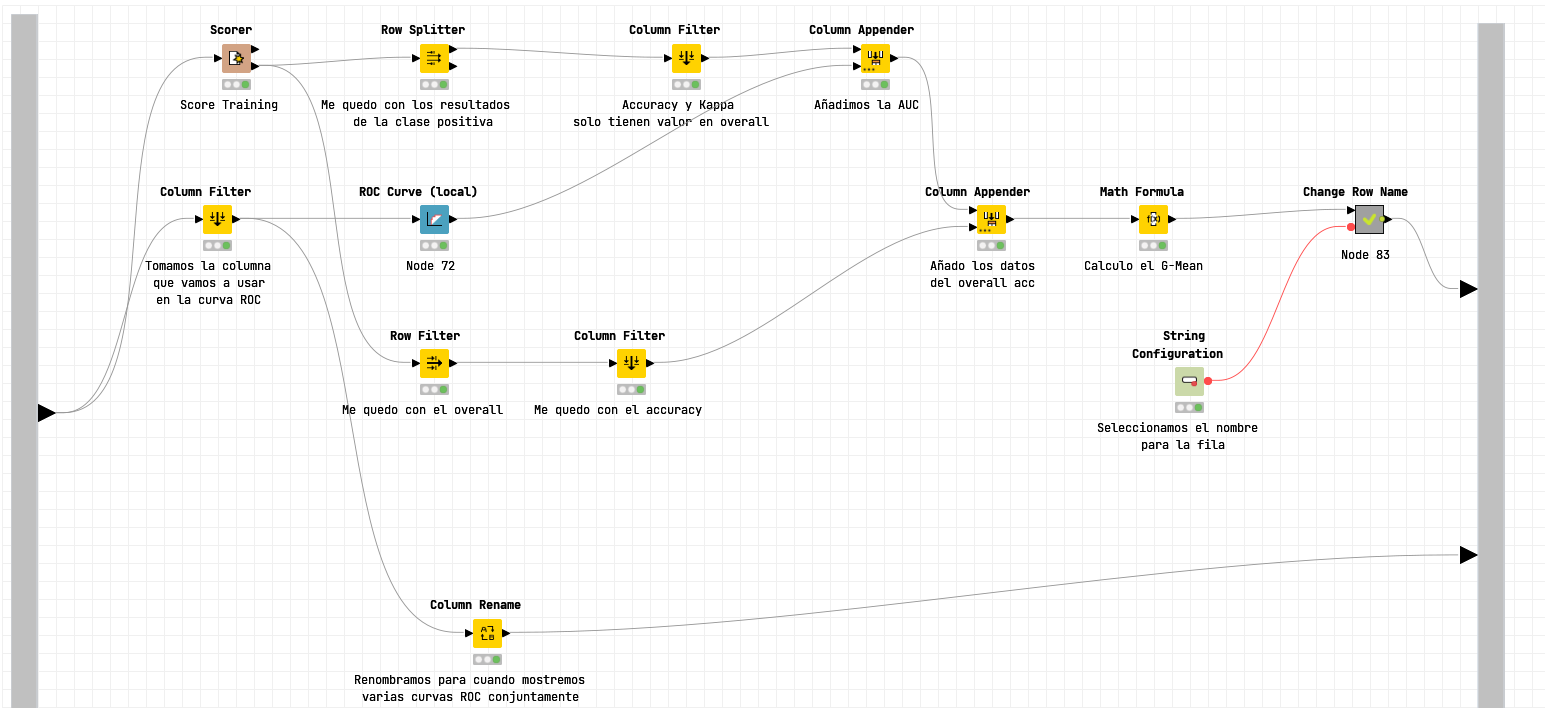 Scorer
Score Training
Row Splitter
Me quedo con los resultados
de la clase positiva
Column Filter
Accuracy y Kappa
solo tienen valor en overall
Column Appender
Añadimos la AUC
Column Filter
Tomamos la columna
que vamos a usar
en la curva ROC
ROC Curve (local)
Node 72
Column Appender
Añado los datos
del overall acc
Math Formula
f(x)
Calculo el G-Mean
Change Row Name
Node 83
Row Filter
Me quedo con el overall
Column Filter
Me quedo con el accuracy
String
Configuration
Seleccionamos el nombre
para la fila
Column Rename
A
B
Renombramos para cuando mostremos
varias curvas ROC conjuntamente